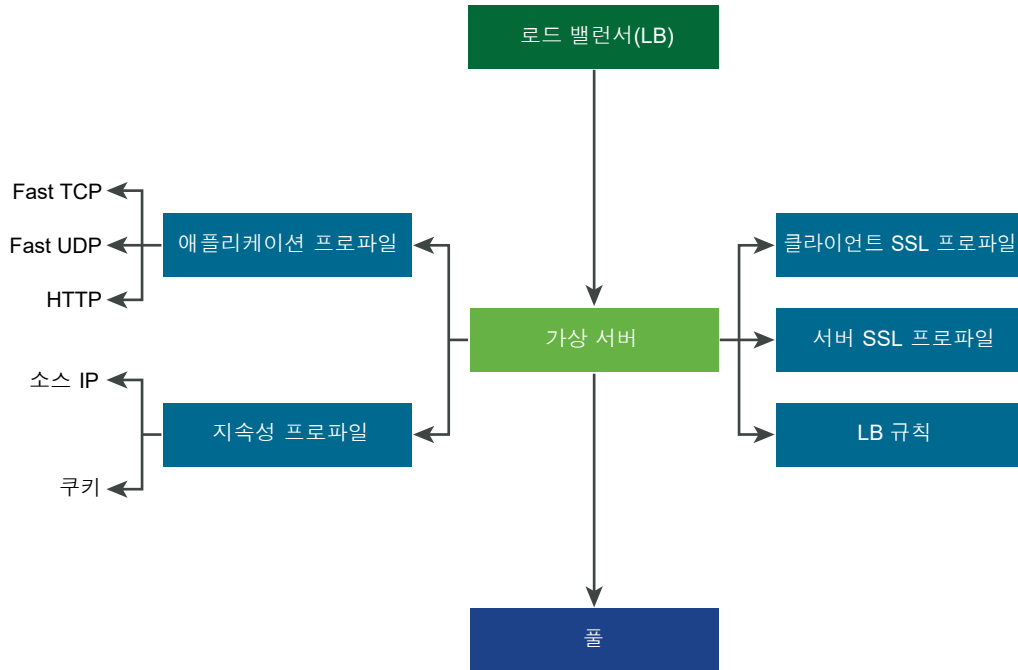 로드 밸런서(LB)
Fast TCP
Fast UDP
HTTP
애플리케이션 프로파일
클라이언트 SSL 프로파일
가상 서버
서버 SSL 프로파일
소스 IP
쿠키
지속성 프로파일
LB 규칙
풀